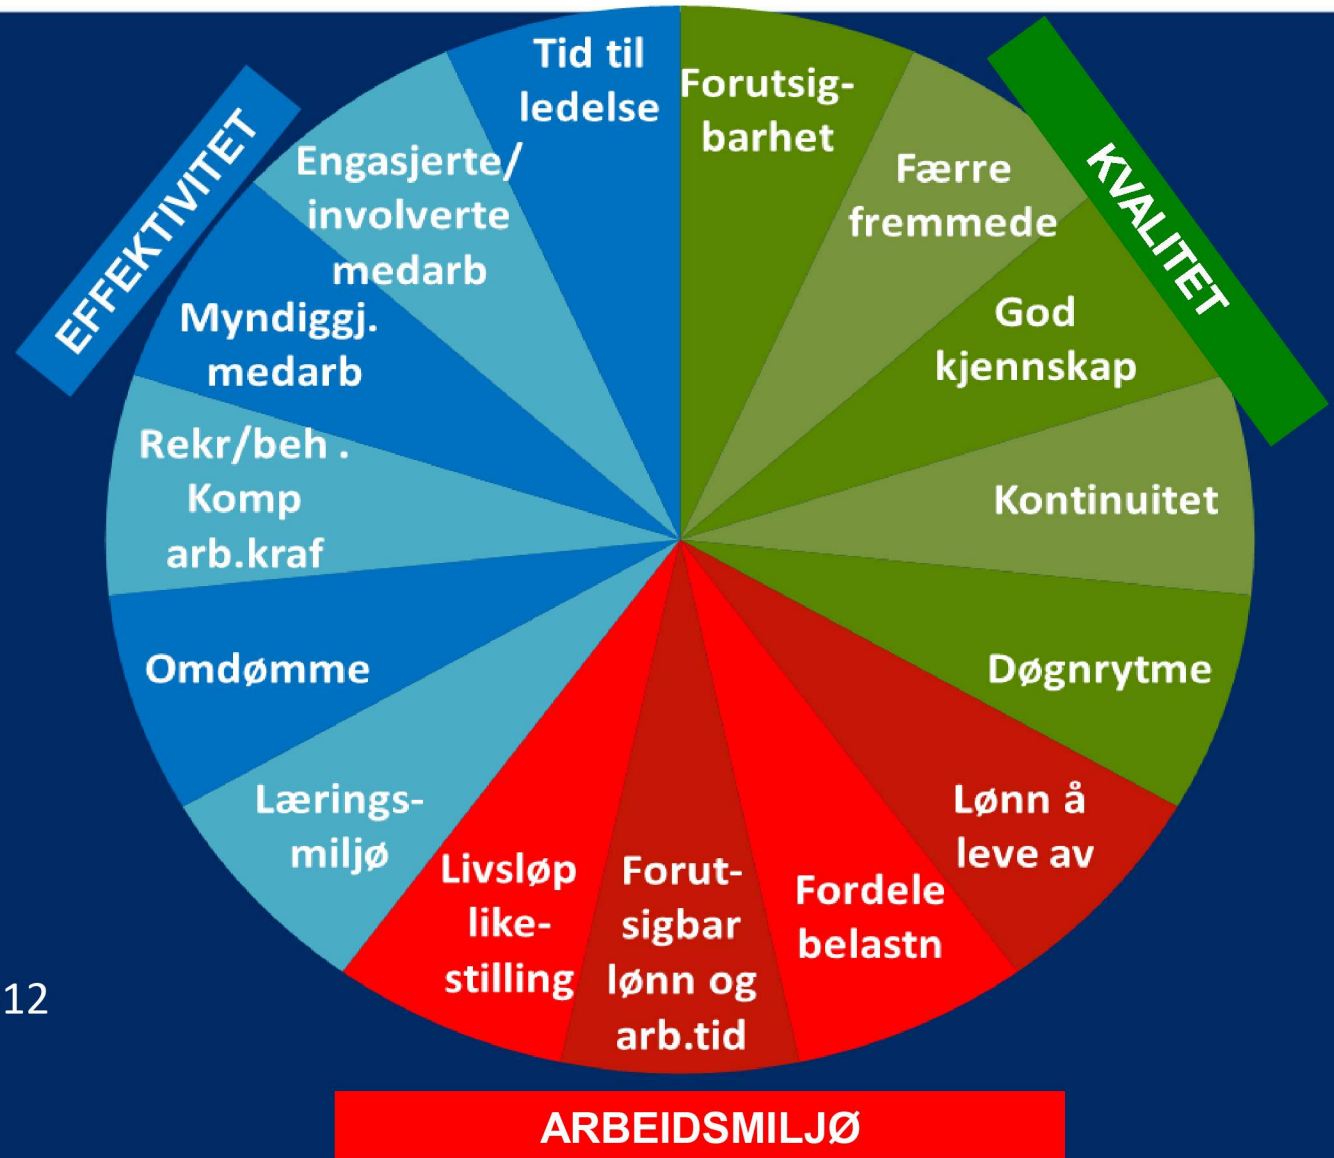 Tid til
ledelse
Forutsig-
barhet
Færre
fremmede
KVALITET
God
kjennskap
Kontinuitet
Døgnrytme
Lønn å
leve av
Fordele
belastn
Forut-
sigbar
lønn og
arb.tid
Livsløp
like-
stilling
Lærings-
miljø
Omdømme
Rekr/beh .
Komp
arb.kraf
Myndiggj.
medarb
Engasjerte/
involverte
medarb
EFFEKTIVITET
12
ARBEIDSMILJØ